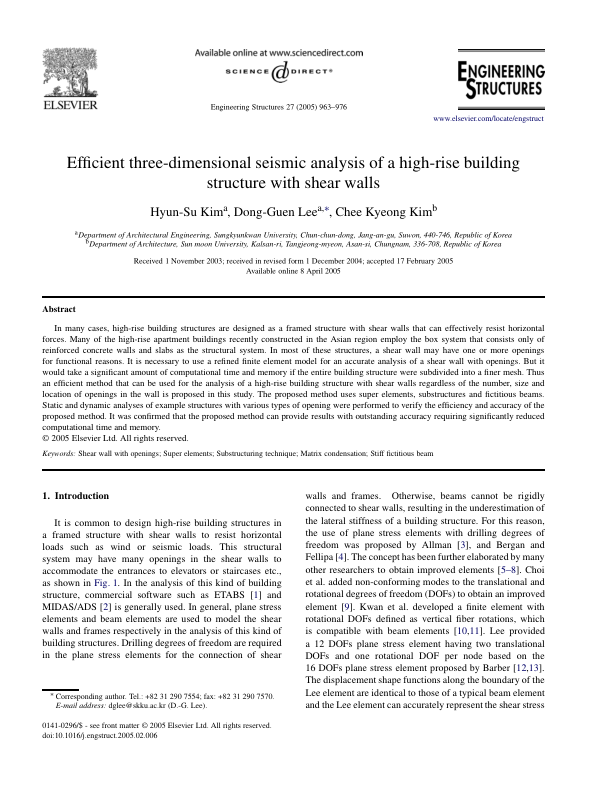 Available online at www.sciencedirect.com
SCIENCE @ DIRECT®
ELSEVIER
ENGINEERING
STRUCTURES
Engineering Structures 27 (2005) 963–976
www.elsevier.com/locate/engstruct
Efficient three-dimensional seismic analysis of a high-rise building
structure with shear walls
Hyun-Su Kimᵃ, Dong-Guen Leeᵃ,*, Chee Kyeong Kimᵇ
ᵃDepartment of Architectural Engineering, Sungkyunkwan University, Chun-chun-dong, Jang-an-gu, Suwon, 440-746, Republic of Korea
ᵇDepartment of Architecture, Sun moon University, Kalsan-ri, Tangjeong-myeon, Asan-si, Chungnam, 336-708, Republic of Korea
Received 1 November 2003; received in revised form 1 December 2004; accepted 17 February 2005
Available online 8 April 2005
Abstract
In many cases, high-rise building structures are designed as a framed structure with shear walls that can effectively resist horizontal
forces. Many of the high-rise apartment buildings recently constructed in the Asian region employ the box system that consists only of
reinforced concrete walls and slabs as the structural system. In most of these structures, a shear wall may have one or more openings
for functional reasons. It is necessary to use a refined finite element model for an accurate analysis of a shear wall with openings. But it
would take a significant amount of computational time and memory if the entire building structure were subdivided into a finer mesh. Thus
an efficient method that can be used for the analysis of a high-rise building structure with shear walls regardless of the number, size and
location of openings in the wall is proposed in this study. The proposed method uses super elements, substructures and fictitious beams.
Static and dynamic analyses of example structures with various types of opening were performed to verify the efficiency and accuracy of the
proposed method. It was confirmed that the proposed method can provide results with outstanding accuracy requiring significantly reduced
computational time and memory.
© 2005 Elsevier Ltd. All rights reserved.
Keywords: Shear wall with openings; Super elements; Substructuring technique; Matrix condensation; Stiff fictitious beam
1. Introduction
It is common to design high-rise building structures in
a framed structure with shear walls to resist horizontal
loads such as wind or seismic loads. This structural
system may have many openings in the shear walls to
accommodate the entrances to elevators or staircases etc.,
as shown in Fig. 1. In the analysis of this kind of building
structure, commercial software such as ETABS [1] and
MIDAS/ADS [2] is generally used. In general, plane stress
elements and beam elements are used to model the shear
walls and frames respectively in the analysis of this kind of
building structures. Drilling degrees of freedom are required
in the plane stress elements for the connection of shear
* Corresponding author. Tel.: +82 31 290 7554; fax: +82 31 290 7570.
E-mail address: dglee@skku.ac.kr (D.-G. Lee).
0141-0296/$ - see front matter © 2005 Elsevier Ltd. All rights reserved.
doi:10.1016/j.engstruct.2005.02.006
walls and frames. Otherwise, beams cannot be rigidly
connected to shear walls, resulting in the underestimation of
the lateral stiffness of a building structure. For this reason,
the use of plane stress elements with drilling degrees of
freedom was proposed by Allman [3], and Bergan and
Fellipa [4]. The concept has been further elaborated by many
other researchers to obtain improved elements [5–8]. Choi
et al. added non-conforming modes to the translational and
rotational degrees of freedom (DOFs) to obtain an improved
element [9]. Kwan et al. developed a finite element with
rotational DOFs defined as vertical fiber rotations, which
is compatible with beam elements [10,11]. Lee provided
a 12 DOFs plane stress element having two translational
DOFs and one rotational DOF per node based on the
16 DOFs plane stress element proposed by Barber [12,13].
The displacement shape functions along the boundary of the
Lee element are identical to those of a typical beam element
and the Lee element can accurately represent the shear stress